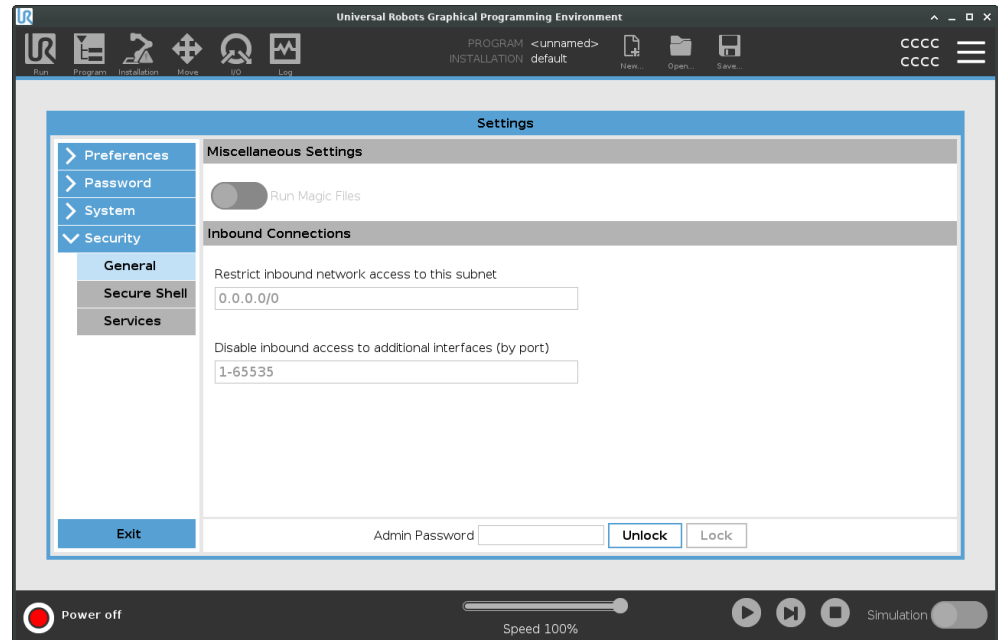 UR
Universal Robots Graphical Programming Environment
UR
PROGRAM <unnamed>
INSTALLATION default
CCCC
CCCC
Run Program Installation Move I/O Log New... Open... Save...
Settings
Preferences
Password
System
Security
General
Secure Shell
Services
Exit
Miscellaneous Settings
Run Magic Files
Inbound Connections
Restrict inbound network access to this subnet
0.0.0.0/0
Disable inbound access to additional interfaces (by port)
1-65535
Admin Password Unlock Lock
Power off
Speed 100%
Simulation